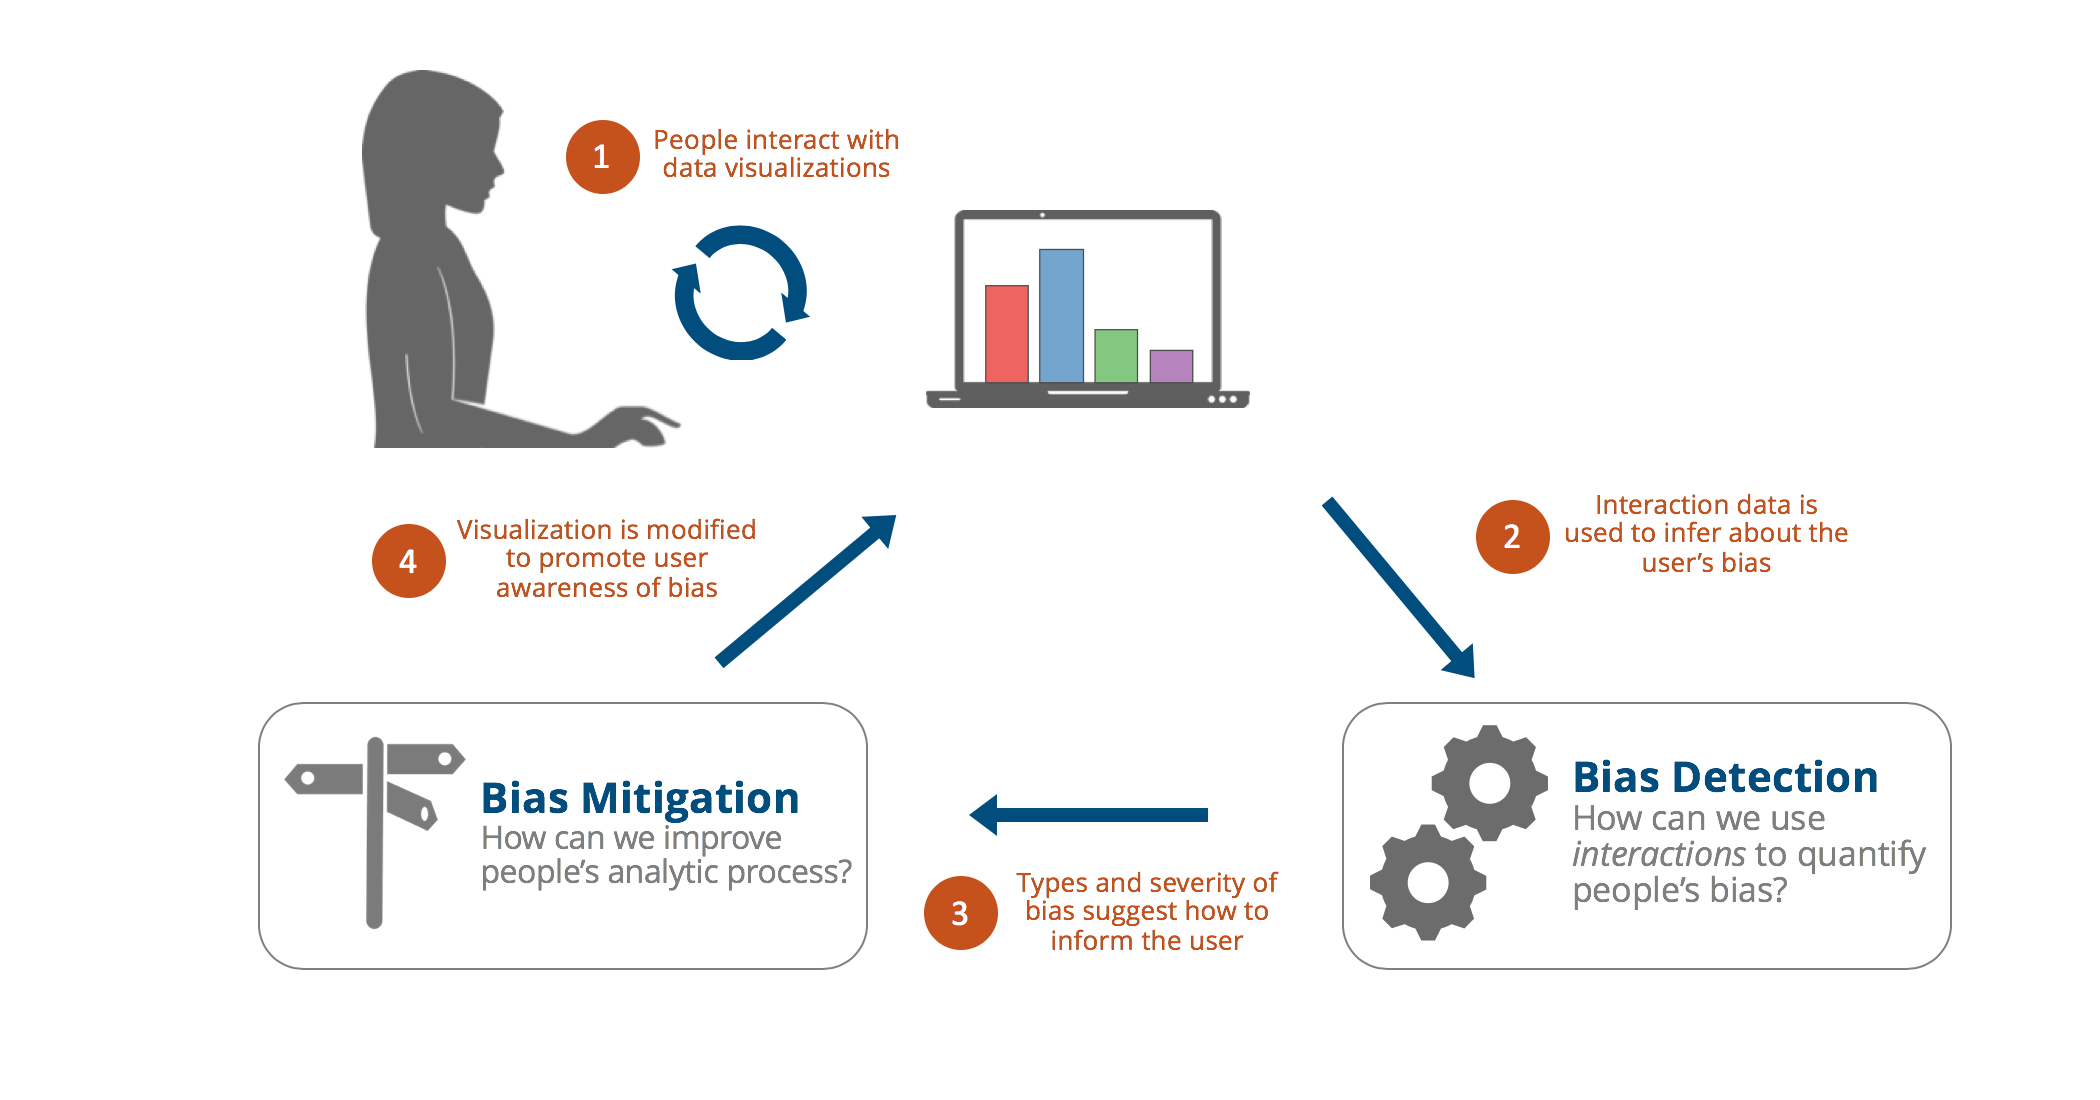 1
People interact with
data visualizations
2
Interaction data is
used to infer about the
user's bias
4
Visualization is modified
to promote user
awareness of bias
Bias Mitigation
How can we improve
people's analytic process?
3
Types and severity of
bias suggest how to
inform the user
Bias Detection
How can we use
interactions to quantify
people's bias?